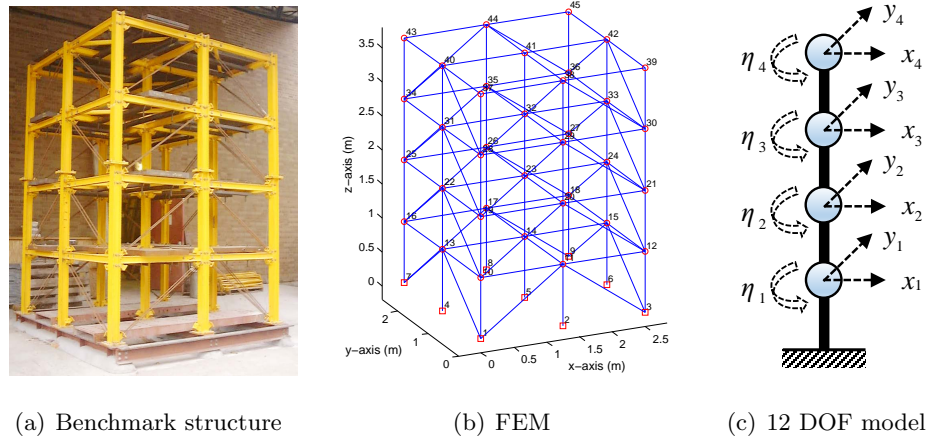 43 44 45
40 41 42
39
34 35 36
31 32 33
30
25 26 27
22 23 24
21
16 17 18
13 14 15
12
7 8 9
10
4 5 6
1 2 3
3.5
3
2.5
2
1.5
1
0.5
0
z−axis (m)
2
1
0
y−axis (m)
0 0.5 1 1.5 2 2.5
x−axis (m)
y₄
η₄ x₄
y₃
η₃ x₃
y₂
η₂ x₂
y₁
η₁ x₁
(a) Benchmark structure
(b) FEM
(c) 12 DOF model